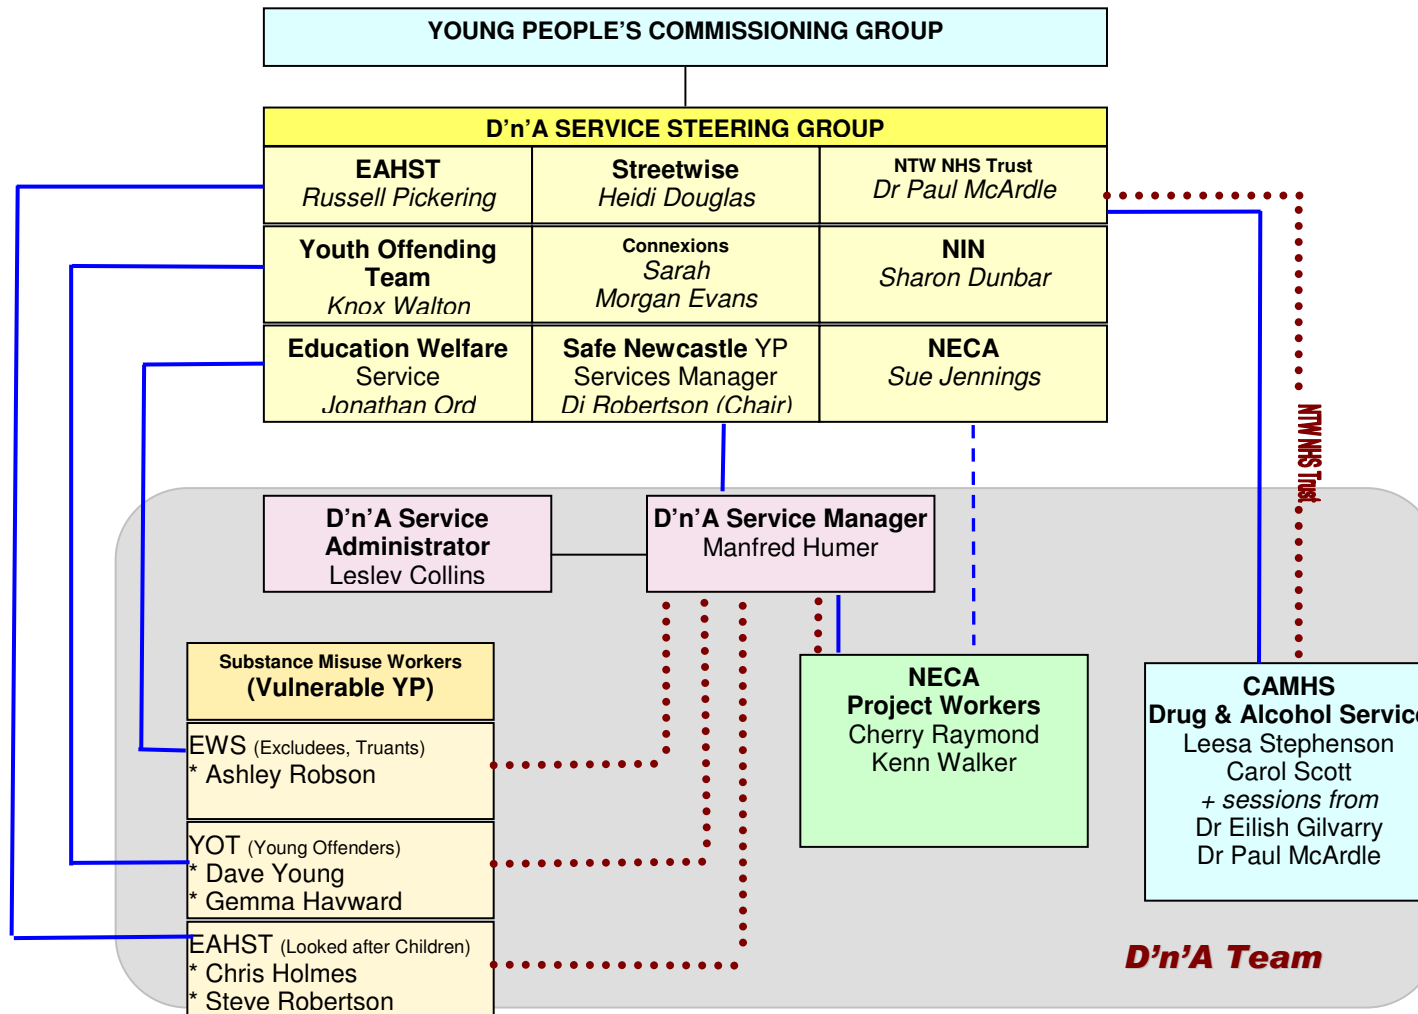 YOUNG PEOPLE’S COMMISSIONING GROUP
D’n’A SERVICE STEERING GROUP
EAHST
Russell Pickering
Streetwise
Heidi Douglas
NTW NHS Trust
Dr Paul McArdle
Youth Offending
Team
Knox Walton
Connexions
Sarah
Morgan Evans
NIN
Sharon Dunbar
Education Welfare
Service
Jonathan Ord
Safe Newcastle YP
Services Manager
Di Robertson (Chair)
NECA
Sue Jennings
NTW NHS Trust
D’n’A Service
Administrator
Lesley Collins
D’n’A Service Manager
Manfred Humer
Substance Misuse Workers
(Vulnerable YP)
EWS (Excludees, Truants)
* Ashley Robson
YOT (Young Offenders)
* Dave Young
* Gemma Hayward
EAHST (Looked after Children)
* Chris Holmes
* Steve Robertson
NECA
Project Workers
Cherry Raymond
Kenn Walker
CAMHS
Drug & Alcohol Service
Leesa Stephenson
Carol Scott
+ sessions from
Dr Eilish Gilvarry
Dr Paul McArdle
D'n'A Team